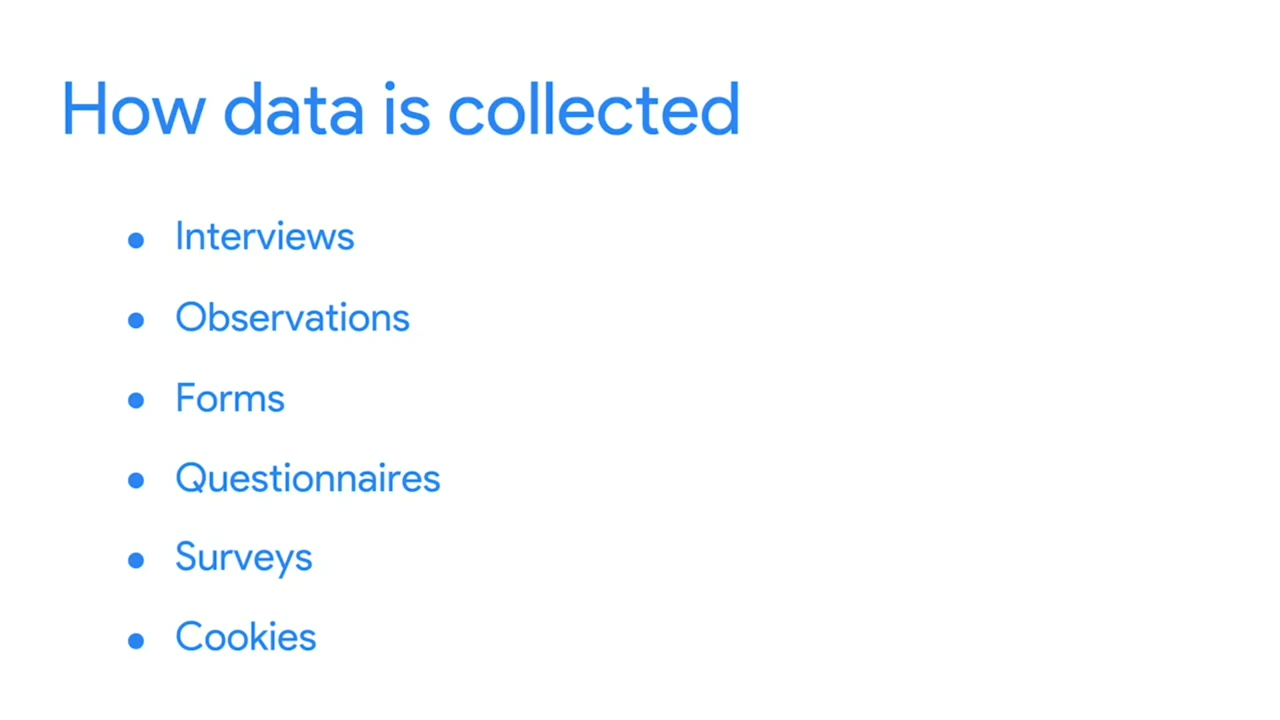 How data is collected
● Interviews
● Observations
● Forms
● Questionnaires
● Surveys
● Cookies